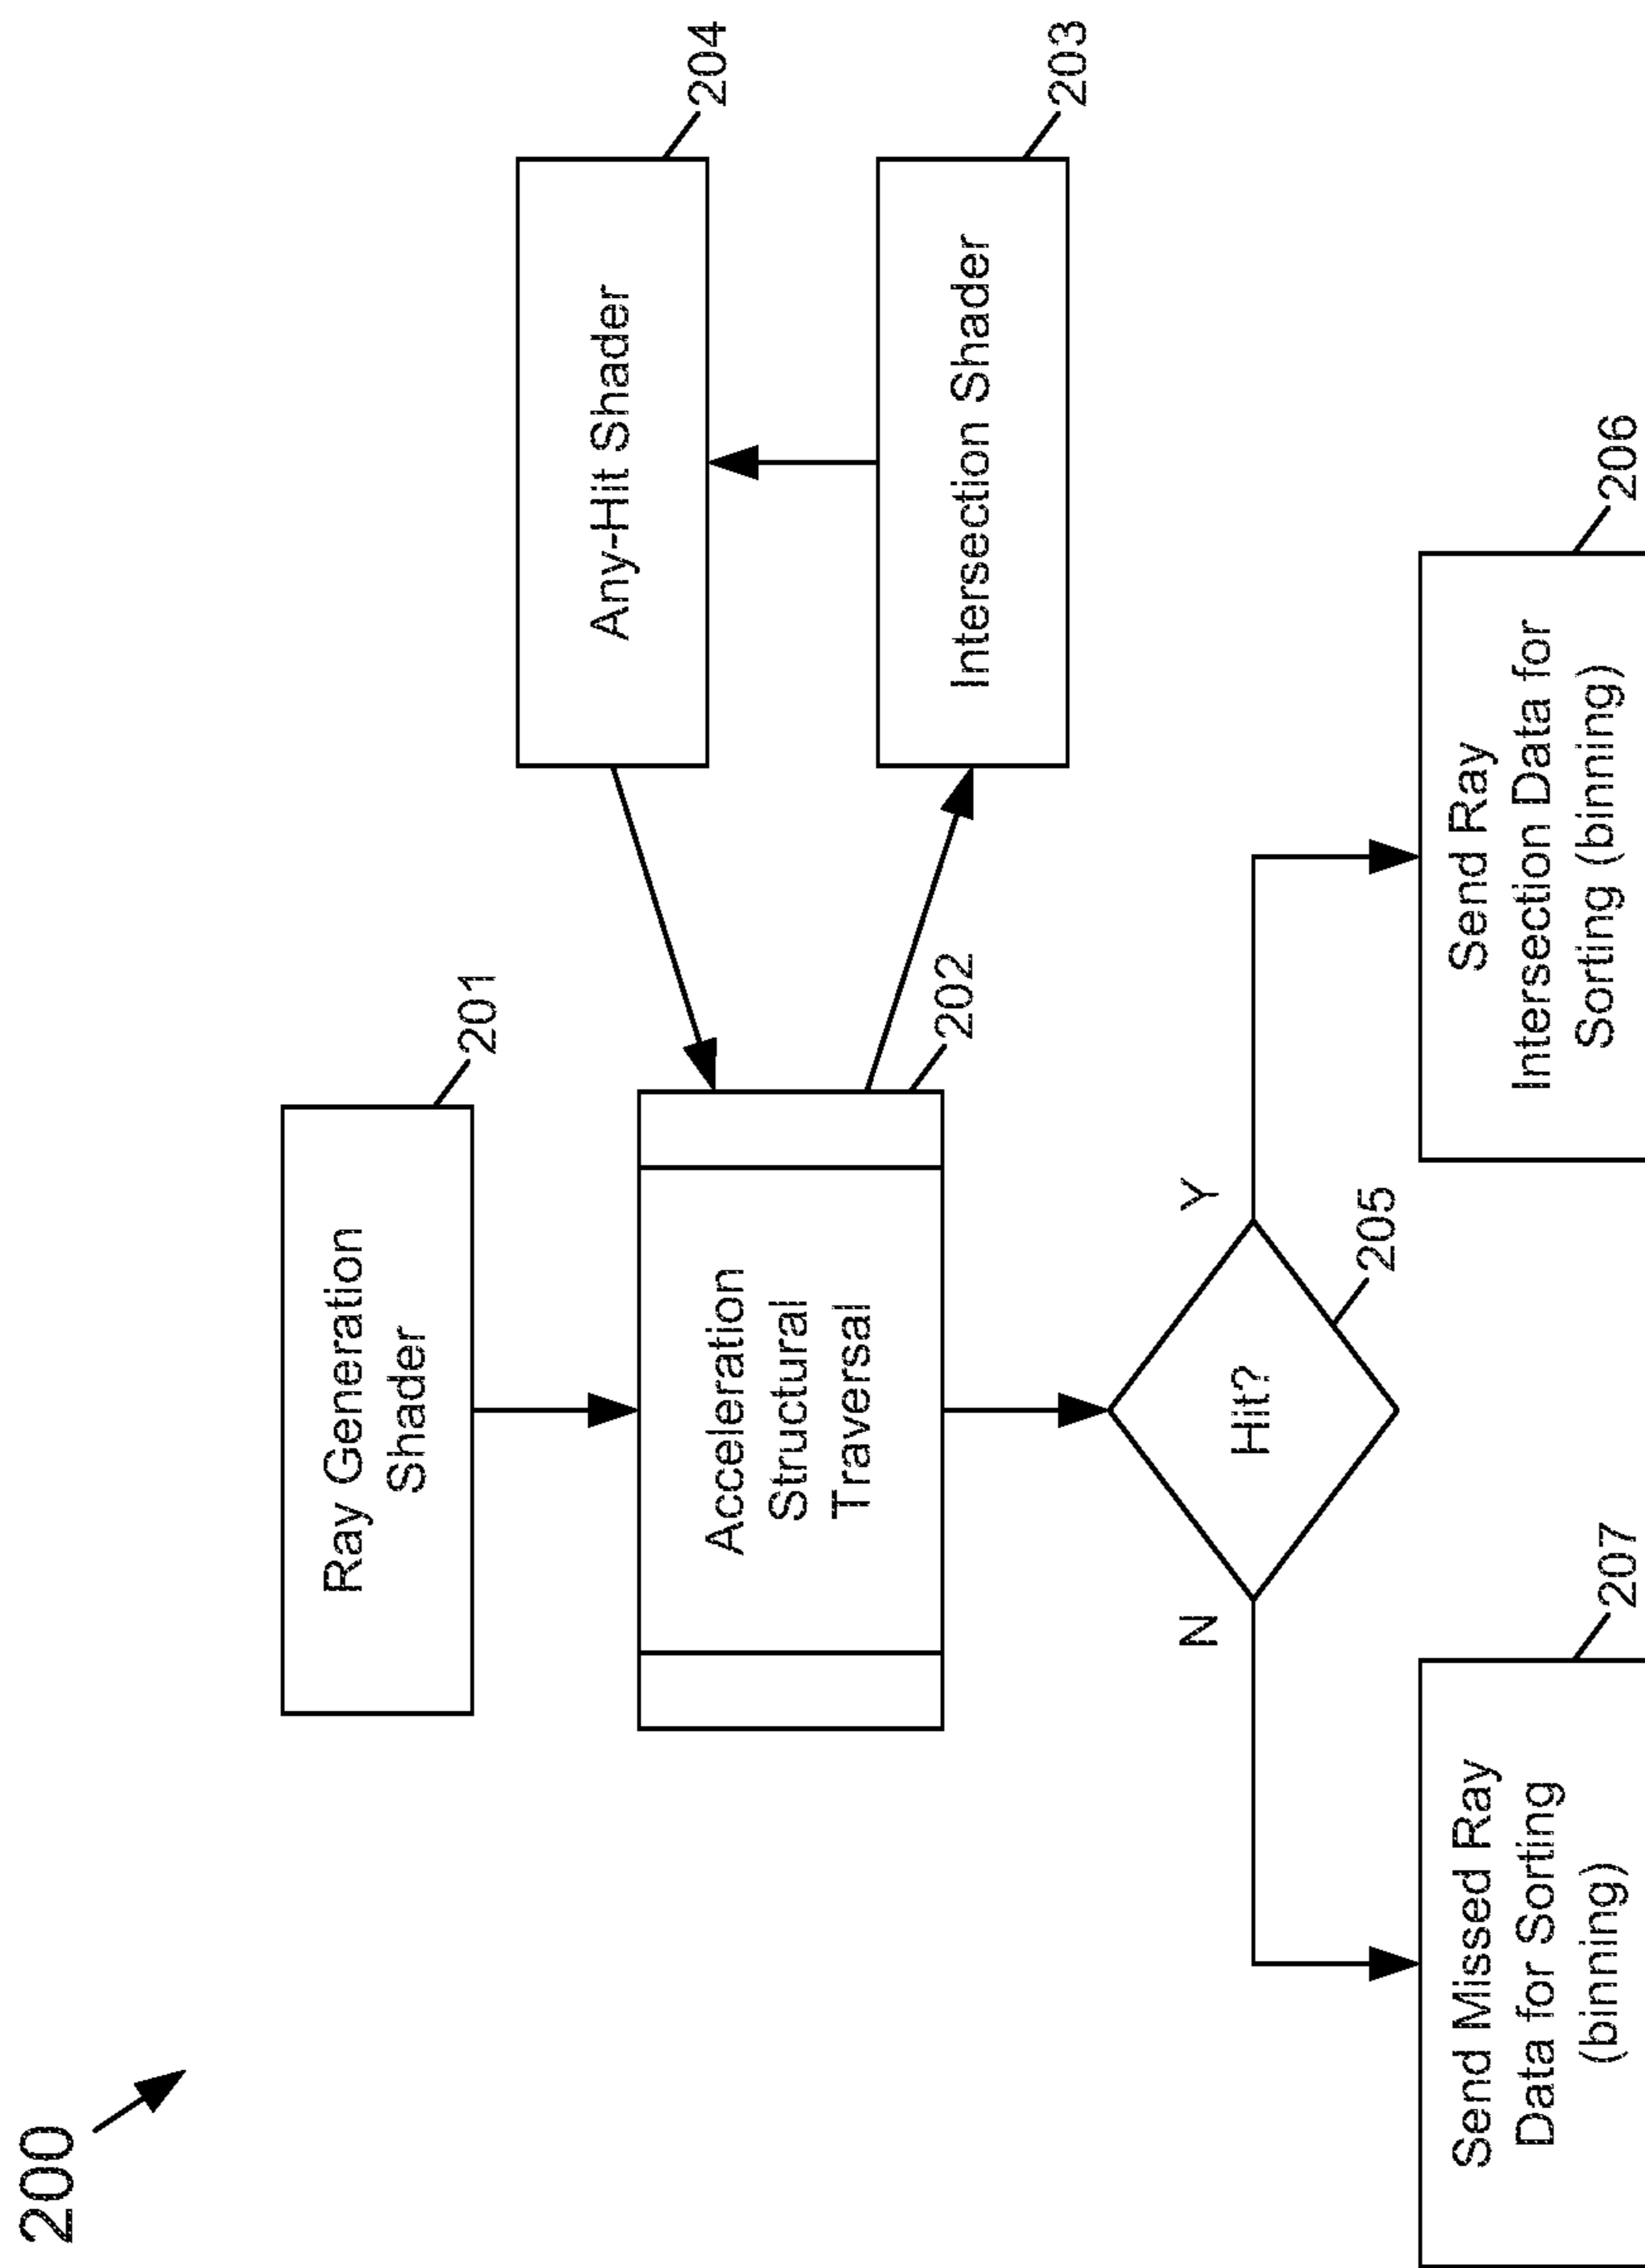 200
Ray Generation
Shader
201
Acceleration
Structural
Traversal
202
Any-Hit Shader
204
Intersection Shader
203
Hit?
205
N
Y
Send Missed Ray
Data for Sorting
(binning)
207
Send Ray
Intersection Data for
Sorting (binning)
206